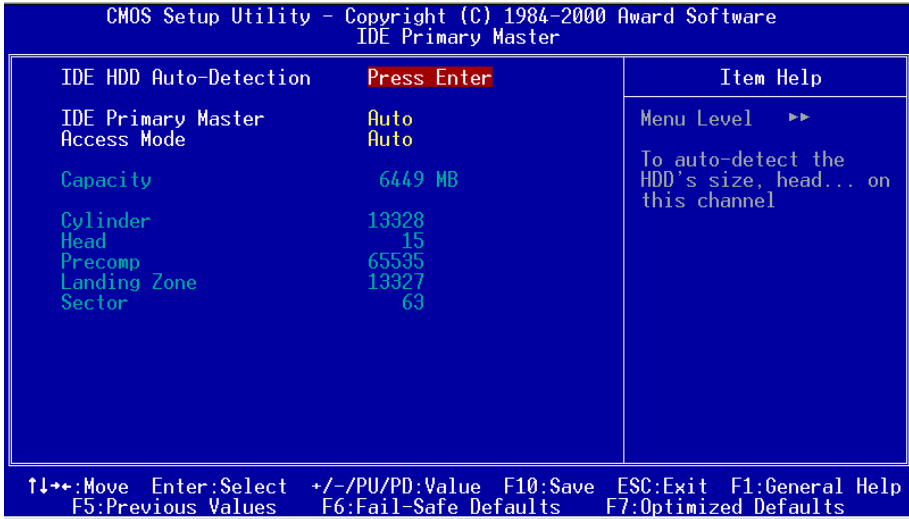 CMOS Setup Utility - Copyright (C) 1984-2000 Award Software
IDE Primary Master
IDE HDD Auto-Detection Press Enter
IDE Primary Master Auto
Access Mode Auto
Capacity 6449 MB
Cylinder 13328
Head 15
Precomp 65535
Landing Zone 13327
Sector 63
Item Help
Menu Level ▸▸
To auto-detect the
HDD's size, head... on
this channel
↑↓→←:Move Enter:Select +/-/PU/PD:Value F10:Save ESC:Exit F1:General Help
F5:Previous Values F6:Fail-Safe Defaults F7:Optimized Defaults